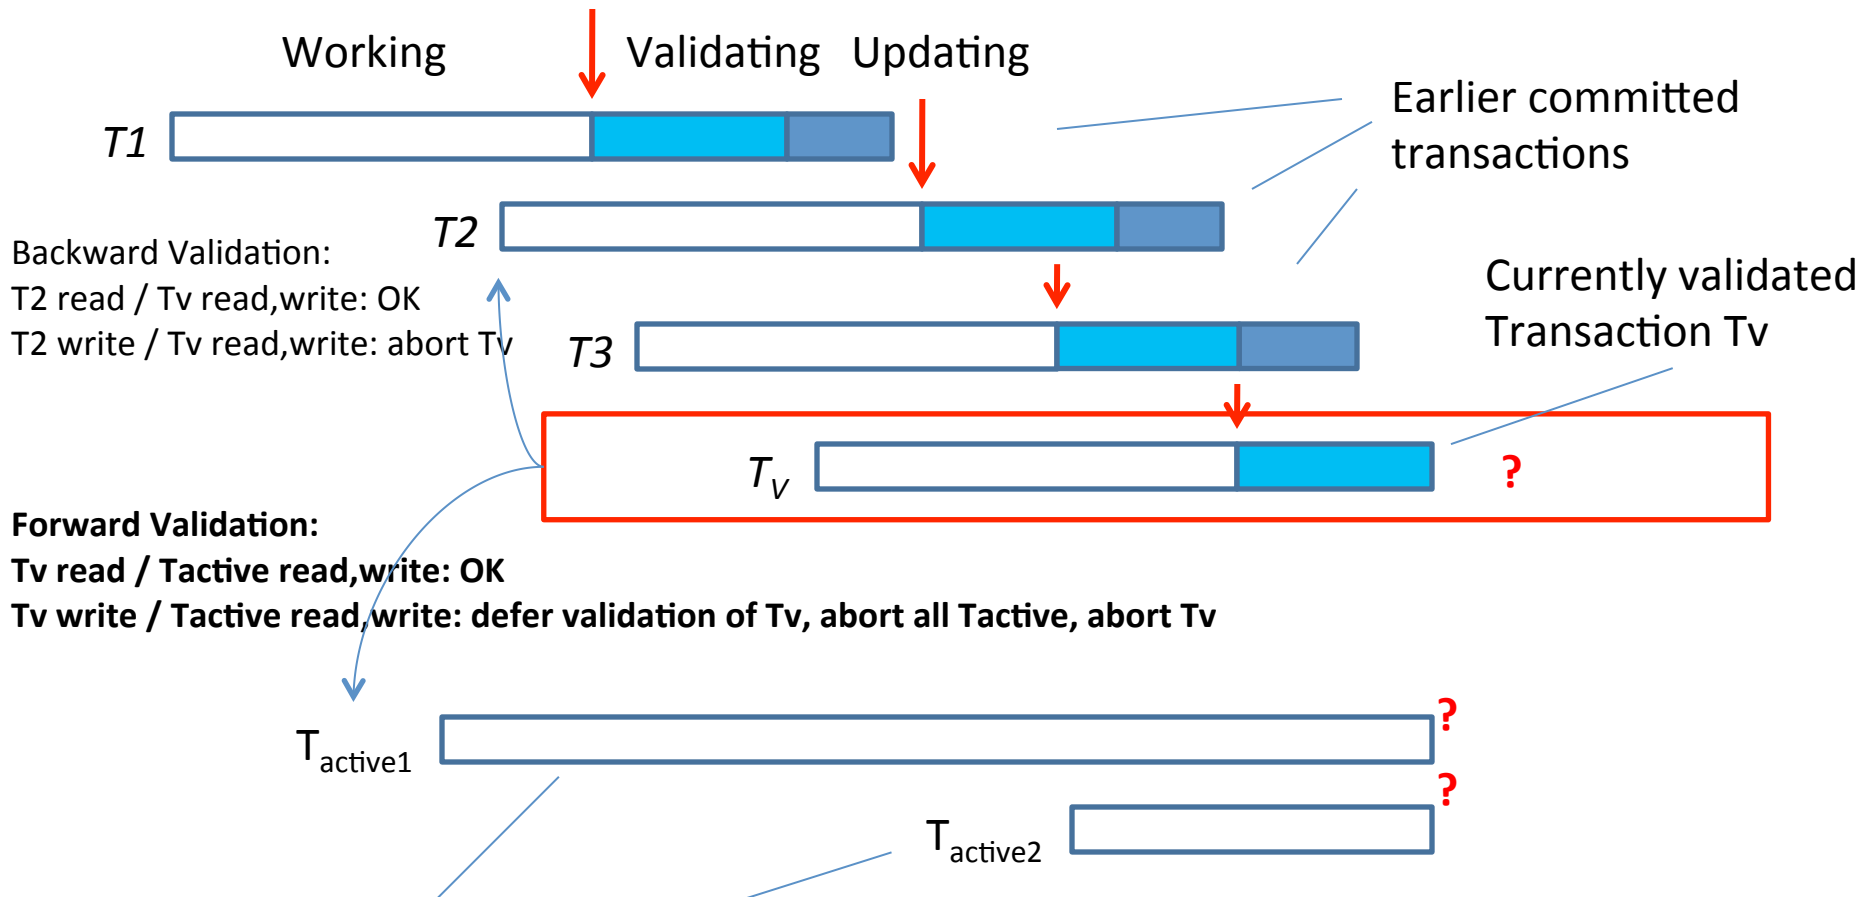 Working
Validating
Updating
T1
Earlier committed
transactions
T2
Backward Validation:
T2 read / Tv read,write: OK
T2 write / Tv read,write: abort Tv
T3
Currently validated
Transaction Tv
TV
?
Forward Validation:
Tv read / Tactive read,write: OK
Tv write / Tactive read,write: defer validation of Tv, abort all Tactive, abort Tv
Tactive1
?
Tactive2
?